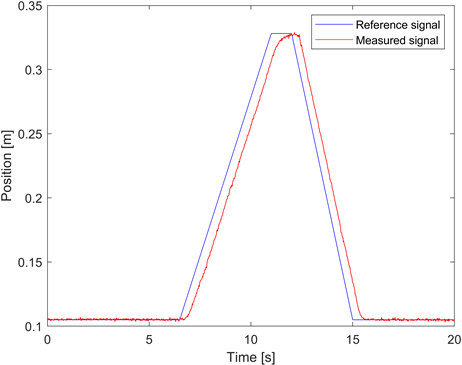 0.35
0.3
0.25
0.2
0.15
0.1
Position [m]
Reference signal
Measured signal
0 5 10 15 20
Time [s]